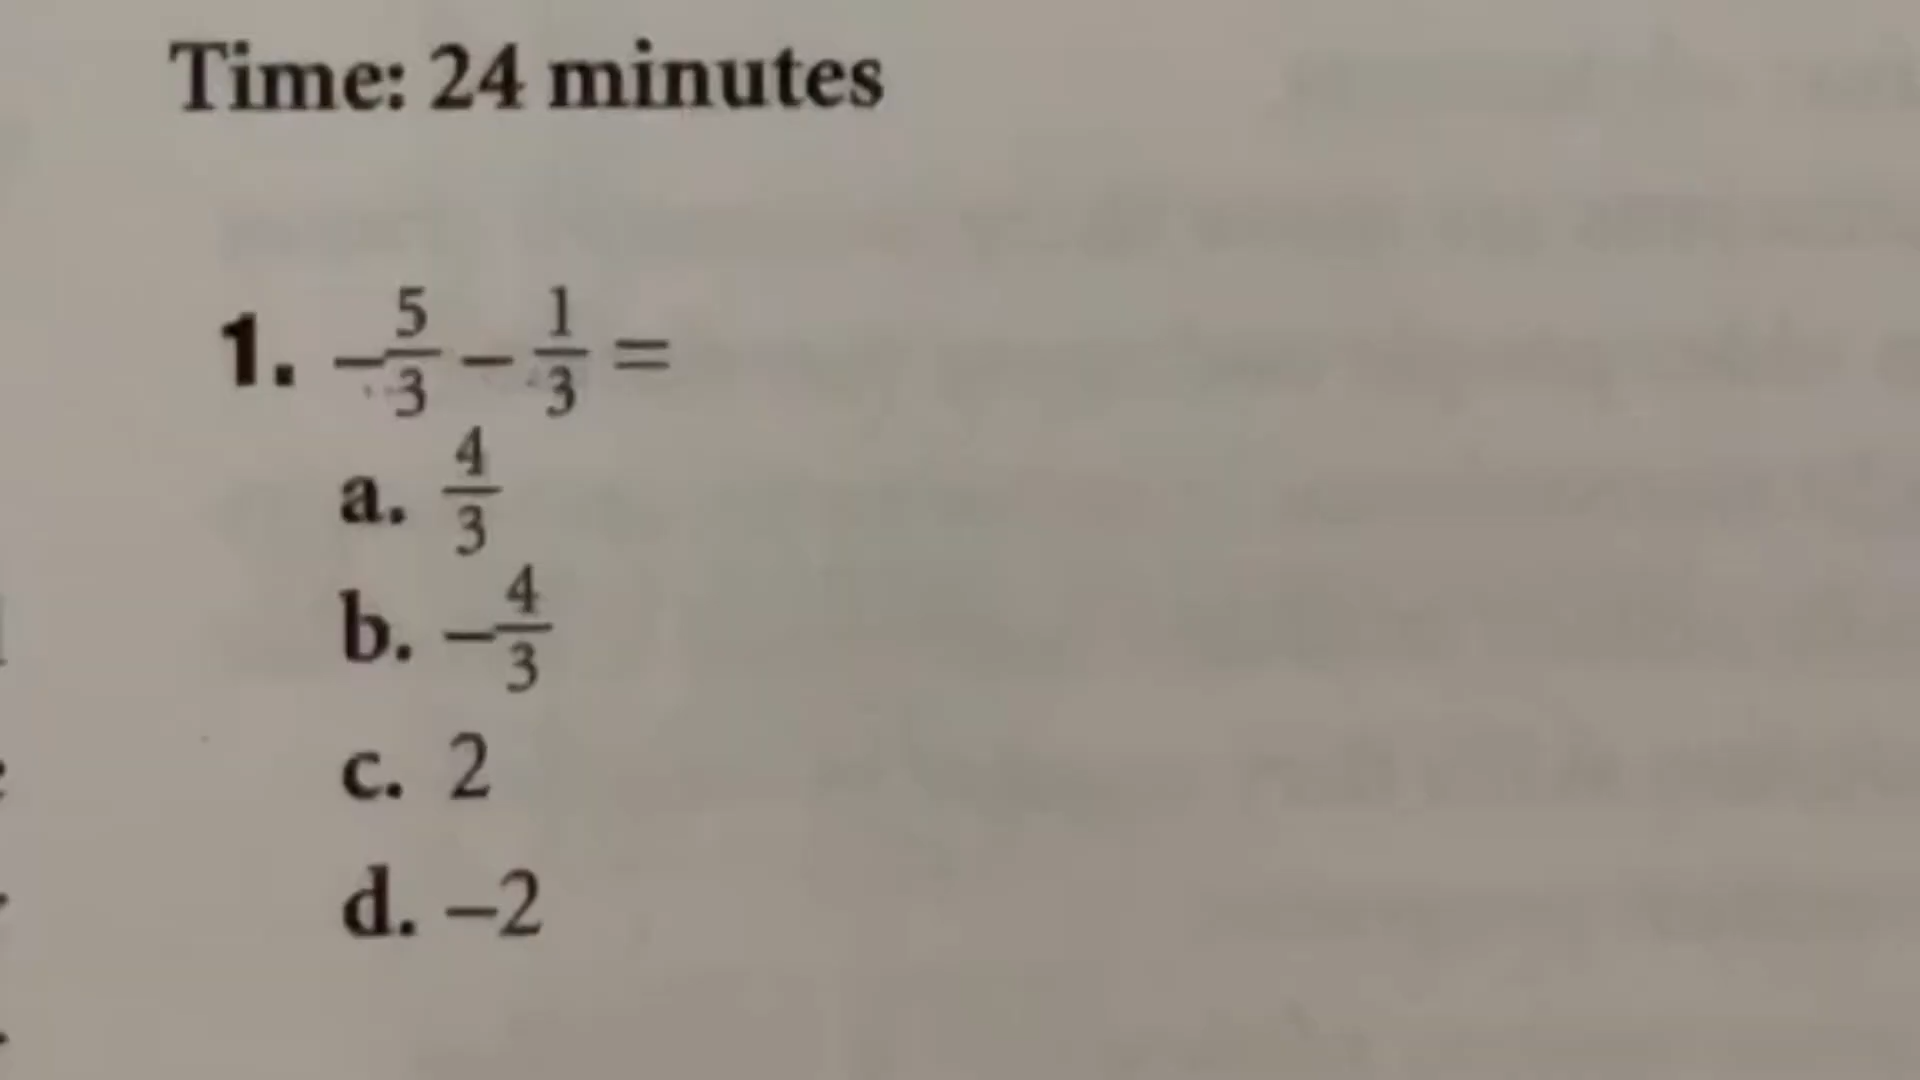 Time: 24 minutes
1. -5/3 - 1/3 =
a. 4/3
b. -4/3
c. 2
d. -2